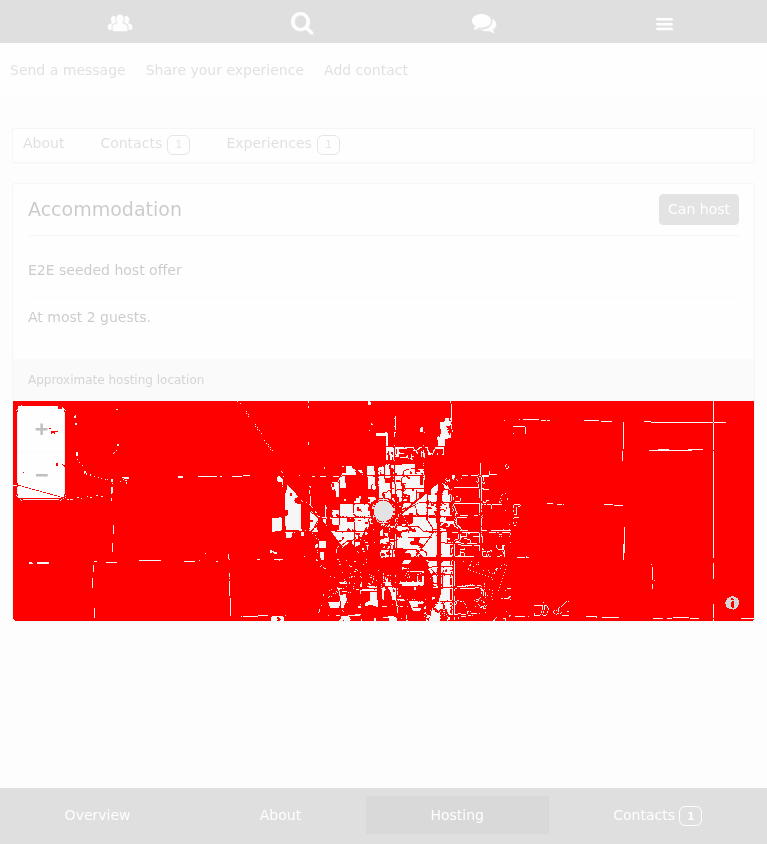 Send a message Share your experience Add contact
About Contacts 1 Experiences 1
Accommodation Can host
E2E seeded host offer
At most 2 guests.
Approximate hosting location
+
−
Overview About Hosting Contacts 1